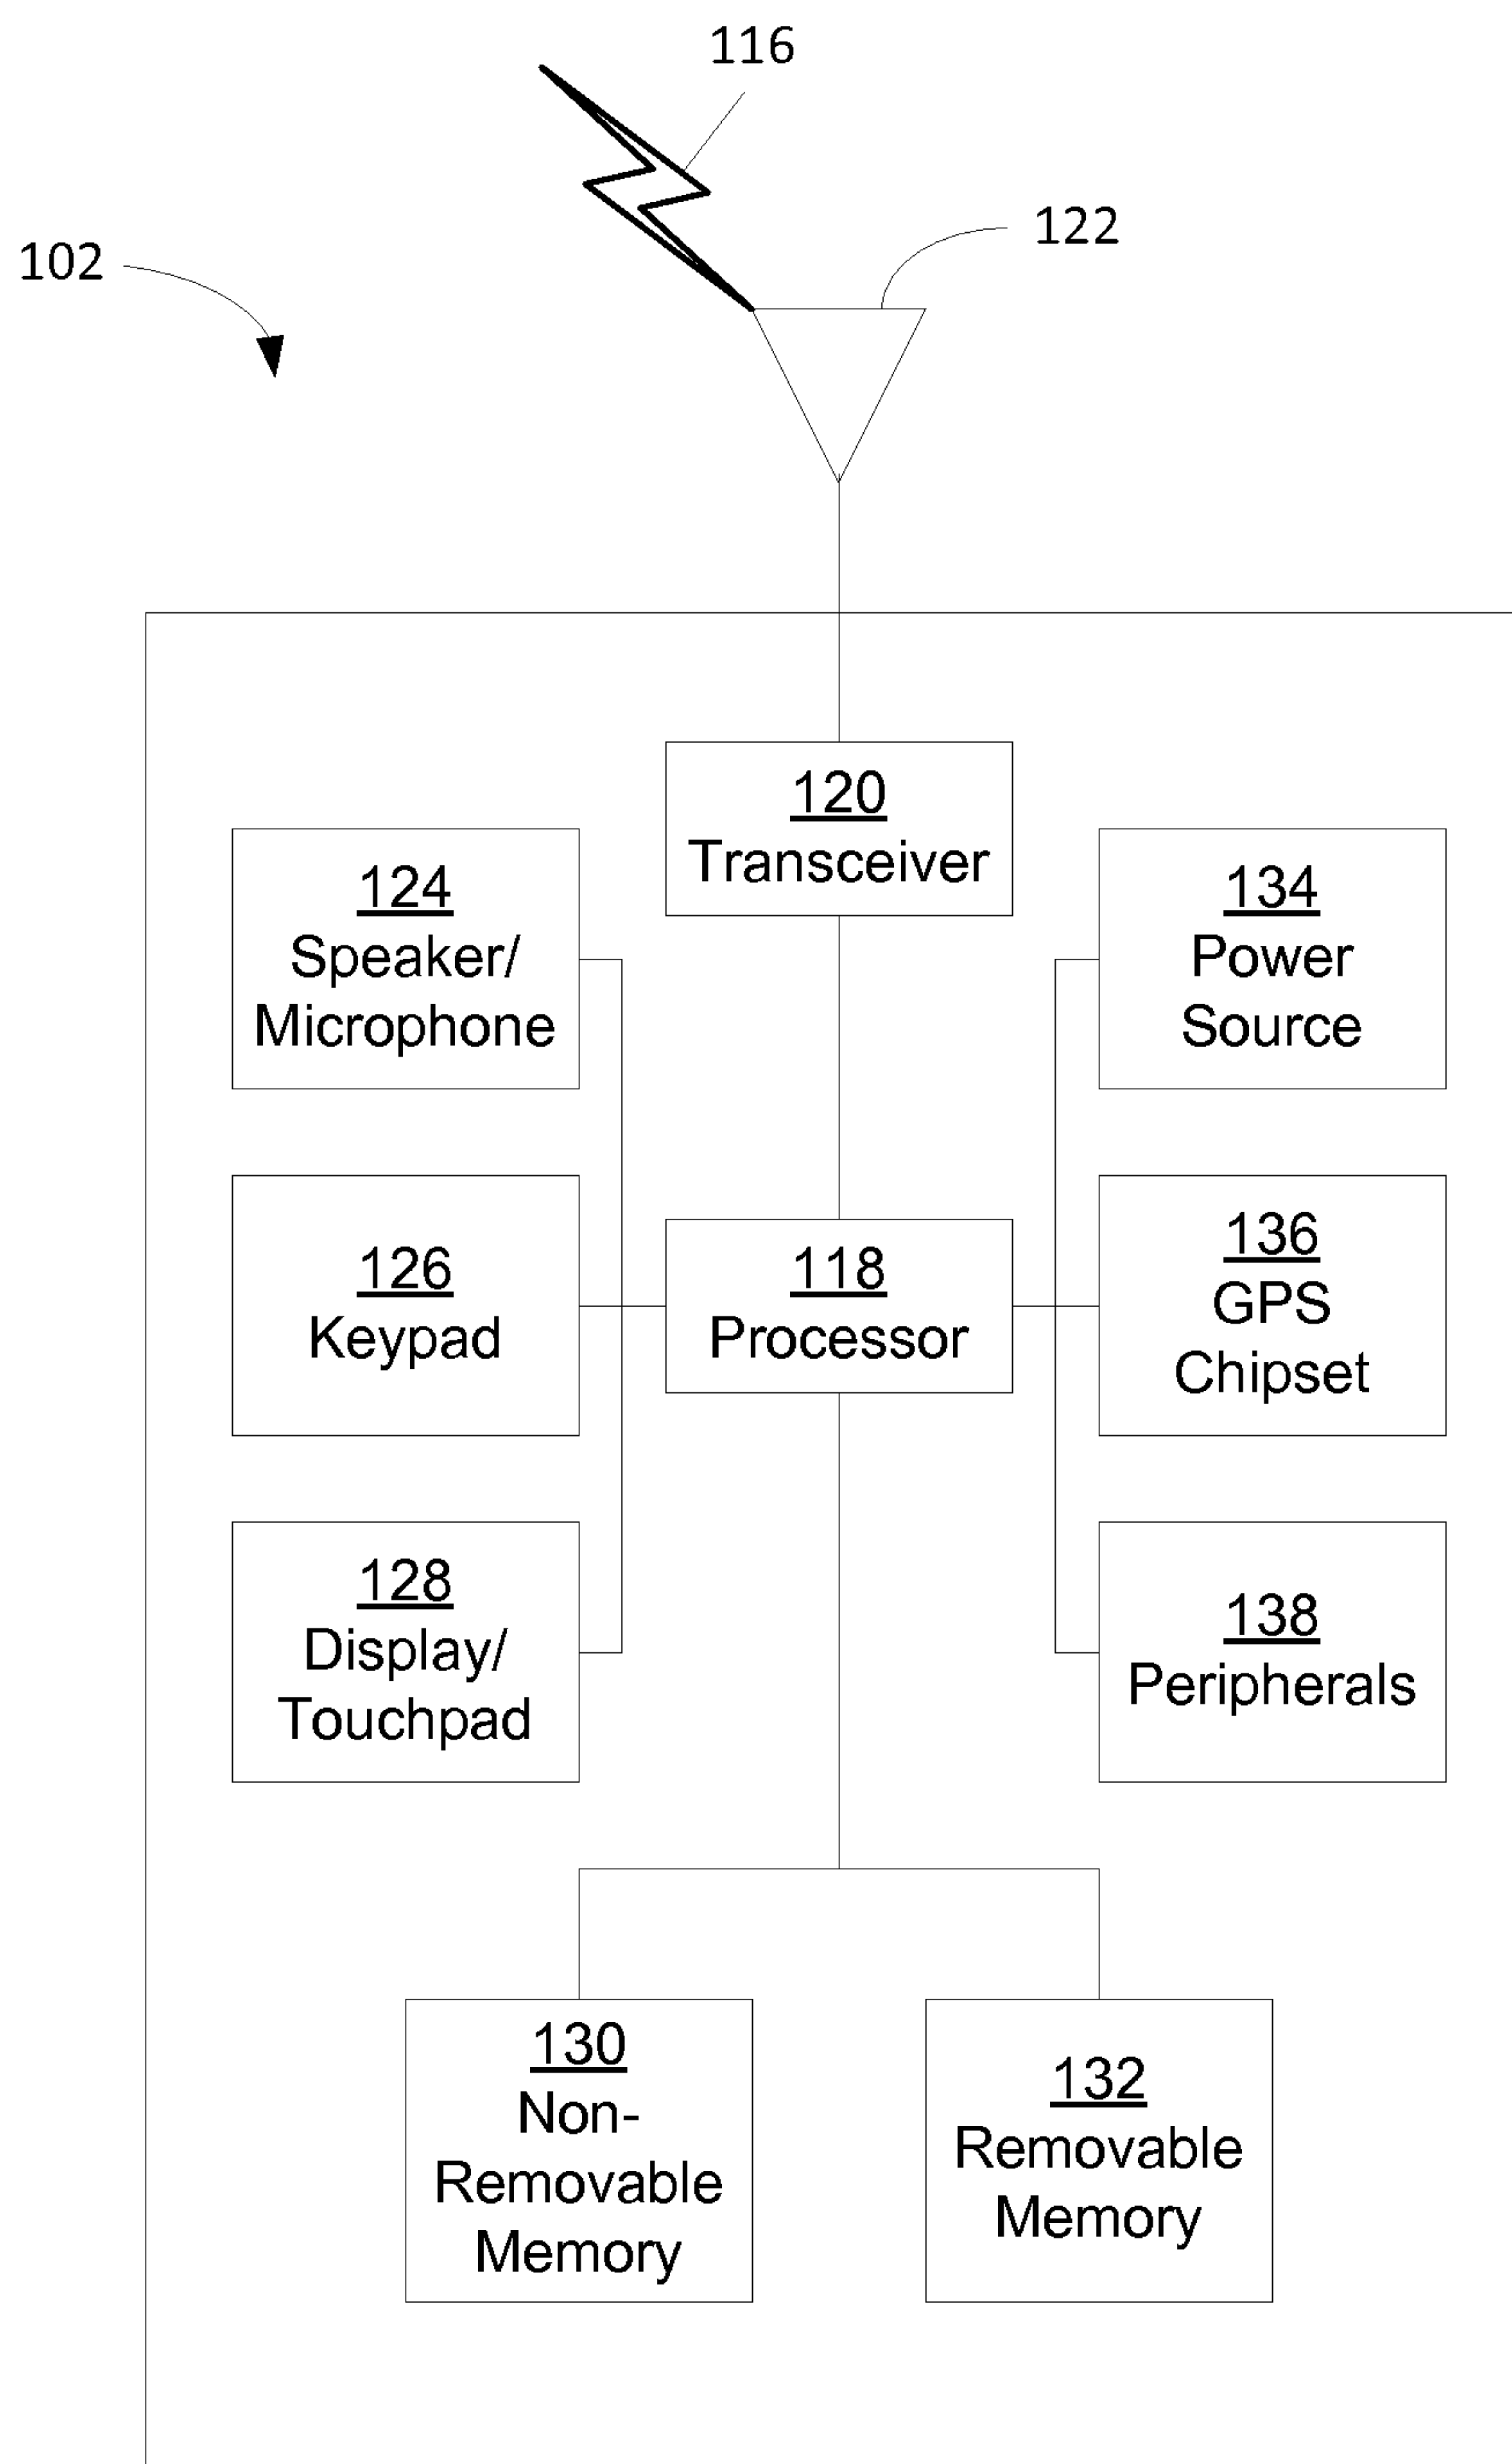 116
122
102
120
Transceiver
124
Speaker/
Microphone
134
Power
Source
126
Keypad
118
Processor
136
GPS
Chipset
128
Display/
Touchpad
138
Peripherals
130
Non-
Removable
Memory
132
Removable
Memory